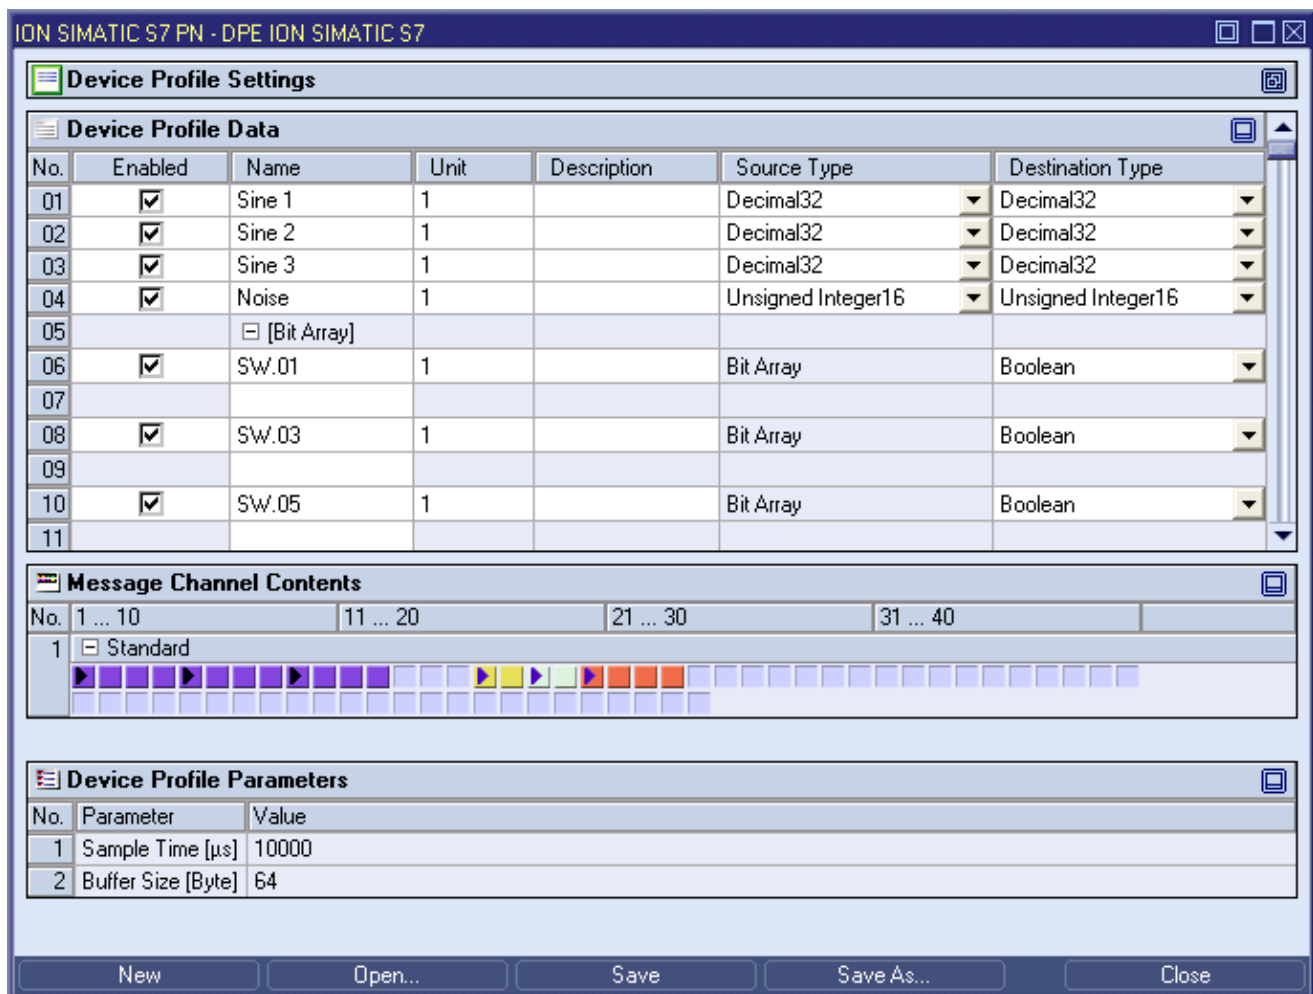 ION SIMATIC S7 PN - DPE ION SIMATIC S7
Device Profile Settings
Device Profile Data
No. Enabled Name Unit Description Source Type Destination Type
01 Sine 1 1 Decimal32 Decimal32
02 Sine 2 1 Decimal32 Decimal32
03 Sine 3 1 Decimal32 Decimal32
04 Noise 1 Unsigned Integer16 Unsigned Integer16
05 [Bit Array]
06 SW.01 1 Bit Array Boolean
07
08 SW.03 1 Bit Array Boolean
09
10 SW.05 1 Bit Array Boolean
11
Message Channel Contents
No. 1 ... 10 11 ... 20 21 ... 30 31 ... 40
1 Standard
Device Profile Parameters
No. Parameter Value
1 Sample Time [µs] 10000
2 Buffer Size [Byte] 64
New Open... Save Save As... Close